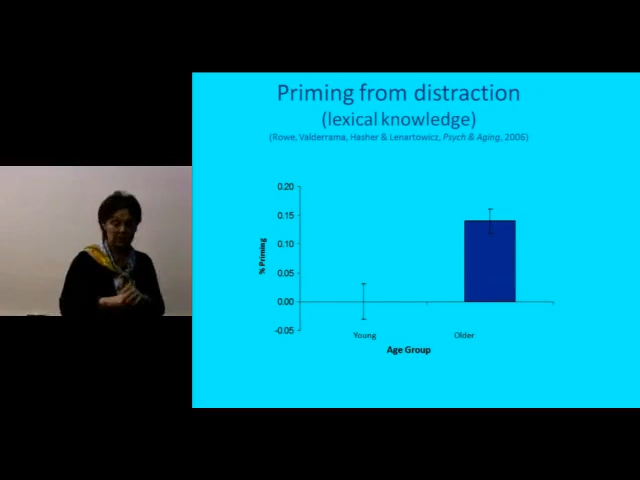 Priming from distraction
(lexical knowledge)
(Rowe, Valderrama, Hasher & Lenartowicz, Psych & Aging, 2006)
0.20
0.15
0.10
0.05
0.00
-0.05
% Priming
Young
Older
Age Group